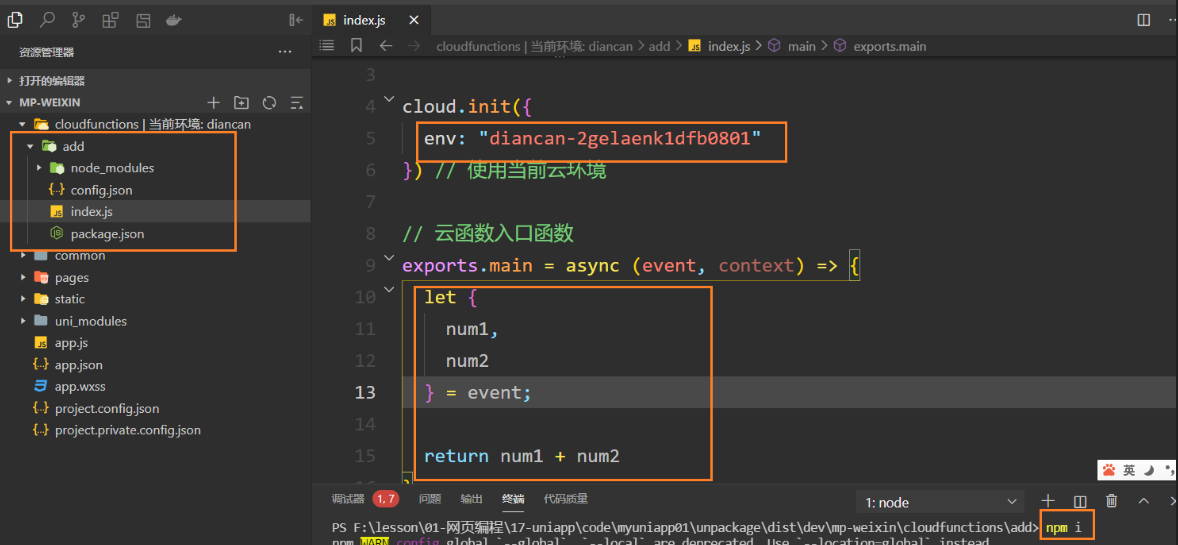 index.js
资源管理器
cloudfunctions | 当前环境: diancan > add > index.js > main > exports.main
打开的编辑器
MP-WEIXIN
cloudfunctions | 当前环境: diancan
add
node_modules
config.json
index.js
package.json
common
pages
static
uni_modules
app.js
app.json
app.wxss
project.config.json
project.private.config.json
3
4 cloud.init({
5 env: "diancan-2gelaenk1dfb0801"
6 }) // 使用当前云环境
7
8 // 云函数入口函数
9 exports.main = async (event, context) => {
10 let {
11 num1,
12 num2
13 } = event;
14
15 return num1 + num2
英
调试器 1, 7 问题 输出 终端 代码质量 1: node
PS F:\lesson\01-网页编程\17-uniapp\code\myuniapp01\unpackage\dist\dev\mp-weixin\cloudfunctions\add> npm i
npm WARN config global `--global`, `--local` are deprecated. Use `--location=global` instead